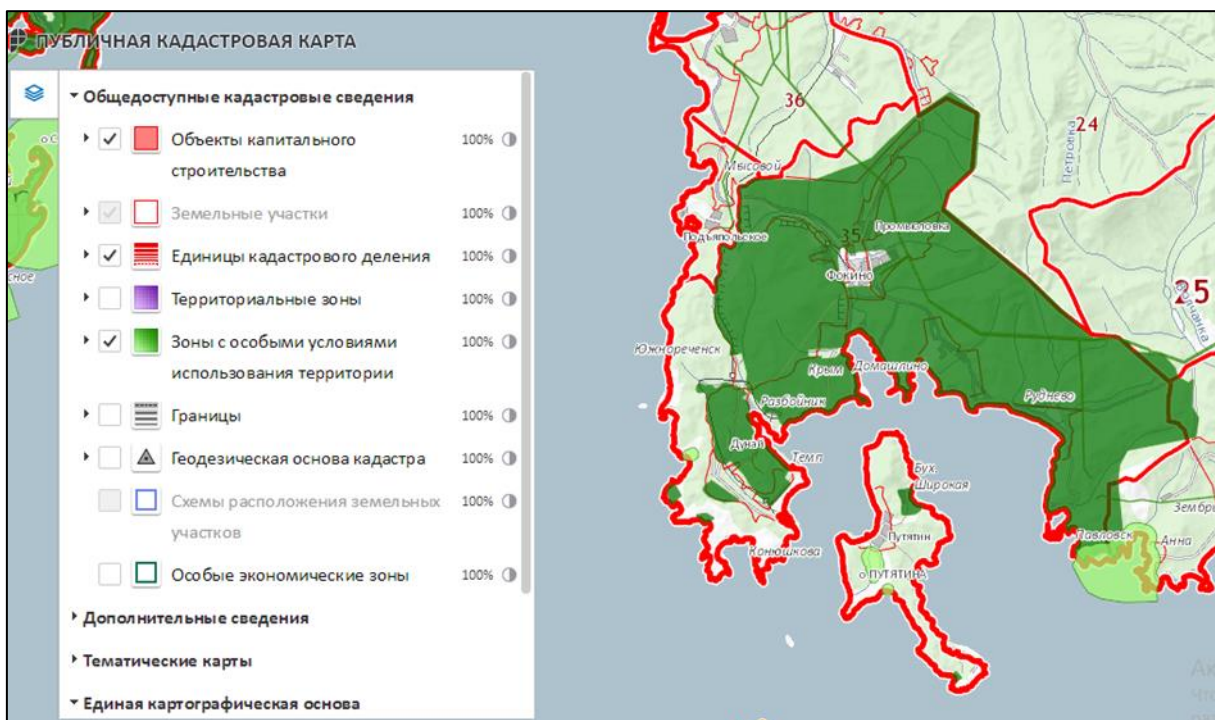 ПУБЛИЧНАЯ КАДАСТРОВАЯ КАРТА
Общедоступные кадастровые сведения
Объекты капитального
строительства
100%
Земельные участки
100%
Единицы кадастрового деления
100%
Территориальные зоны
100%
Зоны с особыми условиями
использования территории
100%
Границы
100%
Геодезическая основа кадастра
100%
Схемы расположения земельных
участков
100%
Особые экономические зоны
100%
Дополнительные сведения
Тематические карты
Единая картографическая основа
36
24
Петровка
Мысовой
Подъяпольское
Промысловка
35
Фокино
25
Волчанка
Южнореченск
Крым
Домашлино
Разбойник
Руднево
Дунай
Темп
Бух.
Широкая
Путятин
Конюшкова
о ПУТЯТИНА
Павловск
Анна